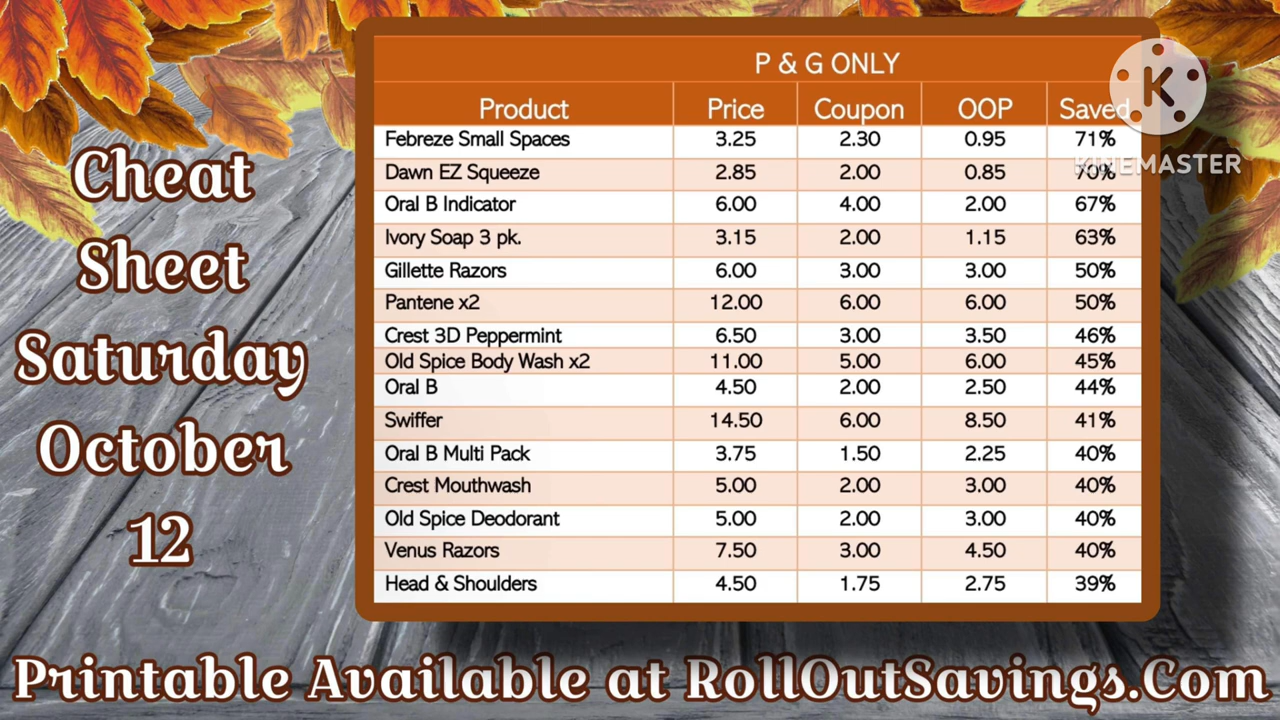 P & G ONLY
Product Price Coupon OOP Saved
Febreze Small Spaces 3.25 2.30 0.95 71%
Dawn EZ Squeeze 2.85 2.00 0.85 70%
Oral B Indicator 6.00 4.00 2.00 67%
Ivory Soap 3 pk. 3.15 2.00 1.15 63%
Gillette Razors 6.00 3.00 3.00 50%
Pantene x2 12.00 6.00 6.00 50%
Crest 3D Peppermint 6.50 3.00 3.50 46%
Old Spice Body Wash x2 11.00 5.00 6.00 45%
Oral B 4.50 2.00 2.50 44%
Swiffer 14.50 6.00 8.50 41%
Oral B Multi Pack 3.75 1.50 2.25 40%
Crest Mouthwash 5.00 2.00 3.00 40%
Old Spice Deodorant 5.00 2.00 3.00 40%
Venus Razors 7.50 3.00 4.50 40%
Head & Shoulders 4.50 1.75 2.75 39%
Cheat
Sheet
Saturday
October
12
K
KINEMASTER
Printable Available at RollOutSavings.Com